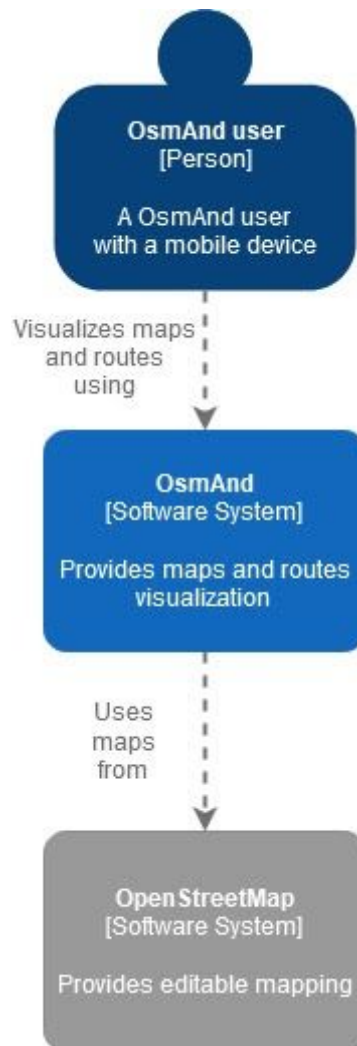 OsmAnd user
[Person]
A OsmAnd user
with a mobile device
Visualizes maps
and routes
using
OsmAnd
[Software System]
Provides maps and routes
visualization
Uses
maps
from
OpenStreetMap
[Software System]
Provides editable mapping